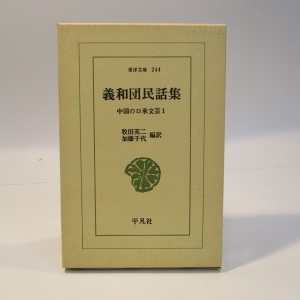 東洋文庫 244
義和団民話集
中国の口承文芸1
牧田英二
加藤千代
編訳
平凡社